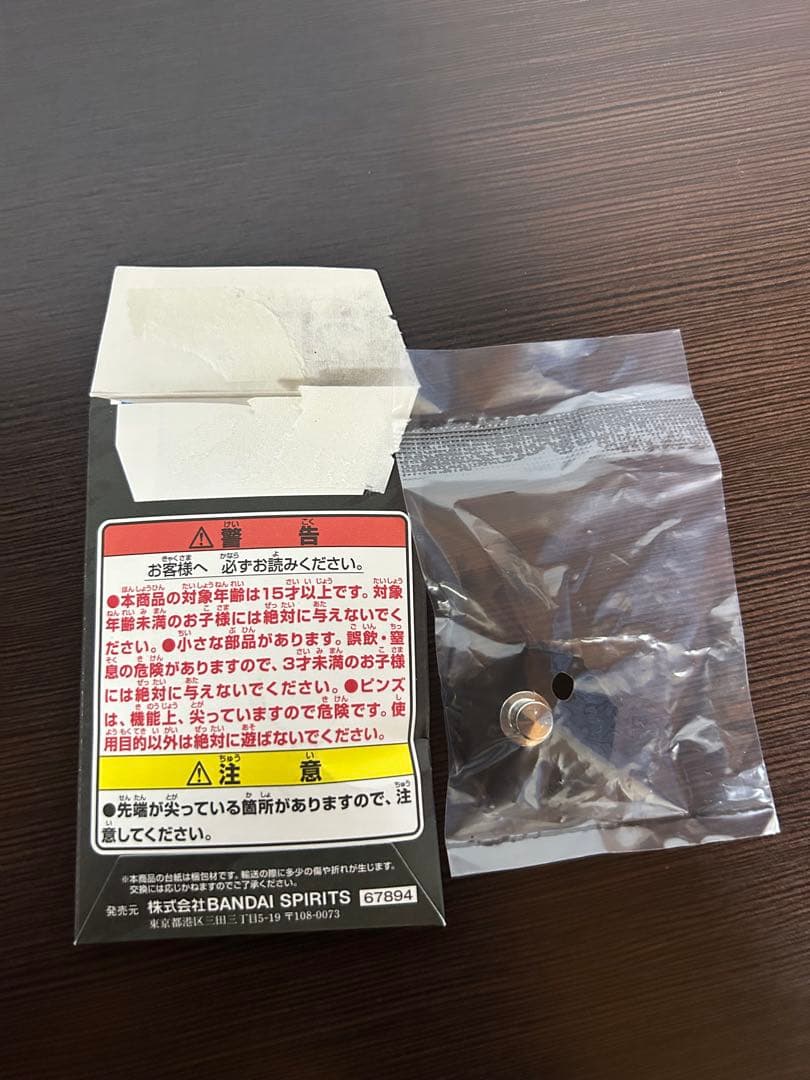 ⚠警告
お客様へ 必ずお読みください。
●本商品の対象年齢は15才以上です。対象
年齢未満のお子様には絶対に与えないでく
ださい。●小さな部品があります。誤飲・窒
息の危険がありますので、3才未満のお子様
には絶対に与えないでください。●ピンズ
は、機能上、尖っていますので危険です。使
用目的以外は絶対に遊ばないでください。
⚠注意
●先端が尖っている箇所がありますので、注
意してください。
※本商品の台紙は梱包材です。輸送の際に多少の傷や折れが生じます。
交換には応じかねますのでご了承ください。
発売元 株式会社BANDAI SPIRITS 67894
東京都港区三田三丁目5-19 〒108-0073